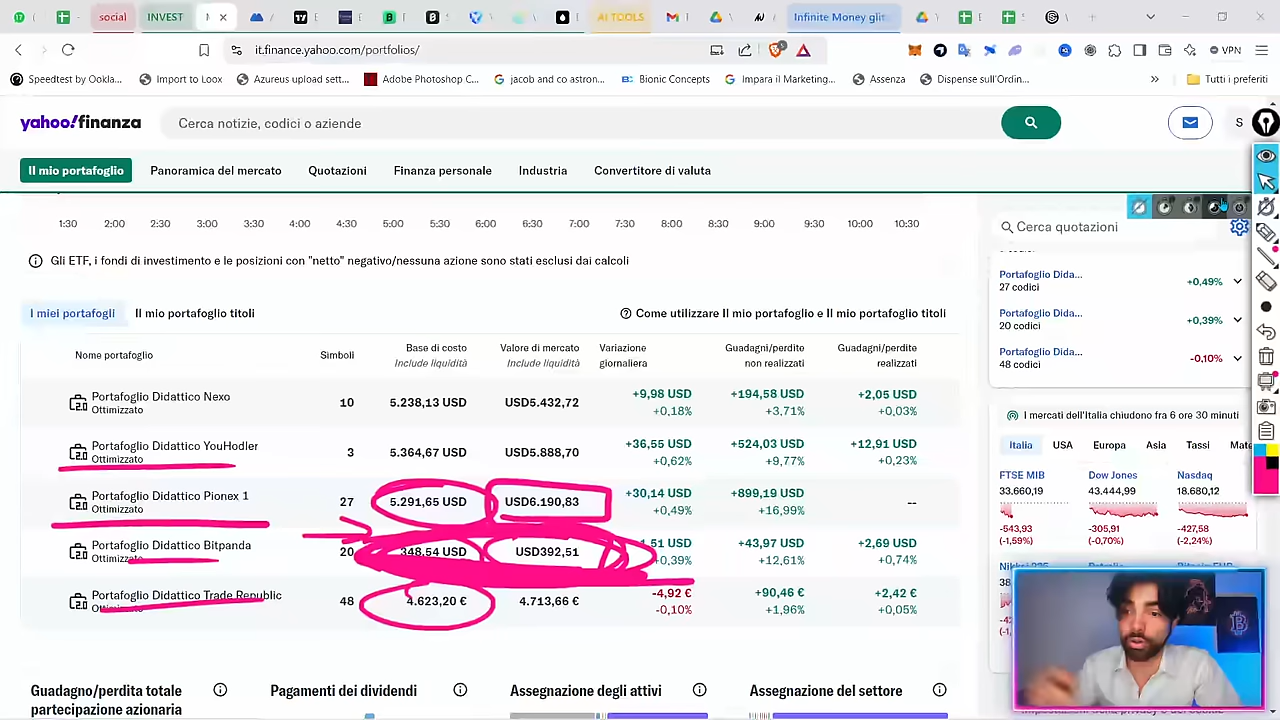 social
INVEST
AI TOOLS
Infinite Money glit
it.finance.yahoo.com/portfolios/
VPN
Speedtest by Ookla...
Import to Loox
Azureus upload sett...
Adobe Photoshop C...
jacob and co astron...
Bionic Concepts
Impara il Marketing...
Assenza
Dispense sull'Ordin...
Tutti i preferiti
yahoo!finanza
Cerca notizie, codici o aziende
S
Il mio portafoglio
Panoramica del mercato
Quotazioni
Finanza personale
Industria
Convertitore di valuta
1:30 2:00 2:30 3:00 3:30 4:00 4:30 5:00 5:30 6:00 6:30 7:00 7:30 8:00 8:30 9:00 9:30 10:00 10:30
Gli ETF, i fondi di investimento e le posizioni con "netto" negativo/nessuna azione sono stati esclusi dai calcoli
I miei portafogli
Il mio portafoglio titoli
Come utilizzare Il mio portafoglio e Il mio portafoglio titoli
Nome portafoglio
Simboli
Base di costo
Include liquidità
Valore di mercato
Include liquidità
Variazione
giornaliera
Guadagni/perdite
non realizzati
Guadagni/perdite
realizzati
Portafoglio Didattico Nexo
Ottimizzato
10
5.238,13 USD
USD5.432,72
+9,98 USD
+0,18%
+194,58 USD
+3,71%
+2,05 USD
+0,03%
Portafoglio Didattico YouHodler
Ottimizzato
3
5.364,67 USD
USD5.888,70
+36,55 USD
+0,62%
+524,03 USD
+9,77%
+12,91 USD
+0,23%
Portafoglio Didattico Pionex 1
Ottimizzato
27
5.291,65 USD
USD6.190,83
+30,14 USD
+0,49%
+899,19 USD
+16,99%
--
Portafoglio Didattico Bitpanda
Ottimizzato
20
348,54 USD
USD392,51
1,51 USD
+0,39%
+43,97 USD
+12,61%
+2,69 USD
+0,74%
Portafoglio Didattico Trade Republic
Ottimizzato
48
4.623,20 €
4.713,66 €
-4,92 €
-0,10%
+90,46 €
+1,96%
+2,42 €
+0,05%
Guadagno/perdita totale
partecipazione azionaria
Pagamenti dei dividendi
Assegnazione degli attivi
Assegnazione del settore
Cerca quotazioni
Portafoglio Dida...
27 codici
+0,49%
Portafoglio Dida...
20 codici
+0,39%
Portafoglio Dida...
48 codici
-0,10%
I mercati dell'Italia chiudono fra 6 ore 30 minuti
Italia
USA
Europa
Asia
Tassi
Mate
FTSE MIB
33.660,19
-543,93
(-1,59%)
Dow Jones
43.444,99
-305,91
(-0,70%)
Nasdaq
18.680,12
-427,58
(-2,24%)